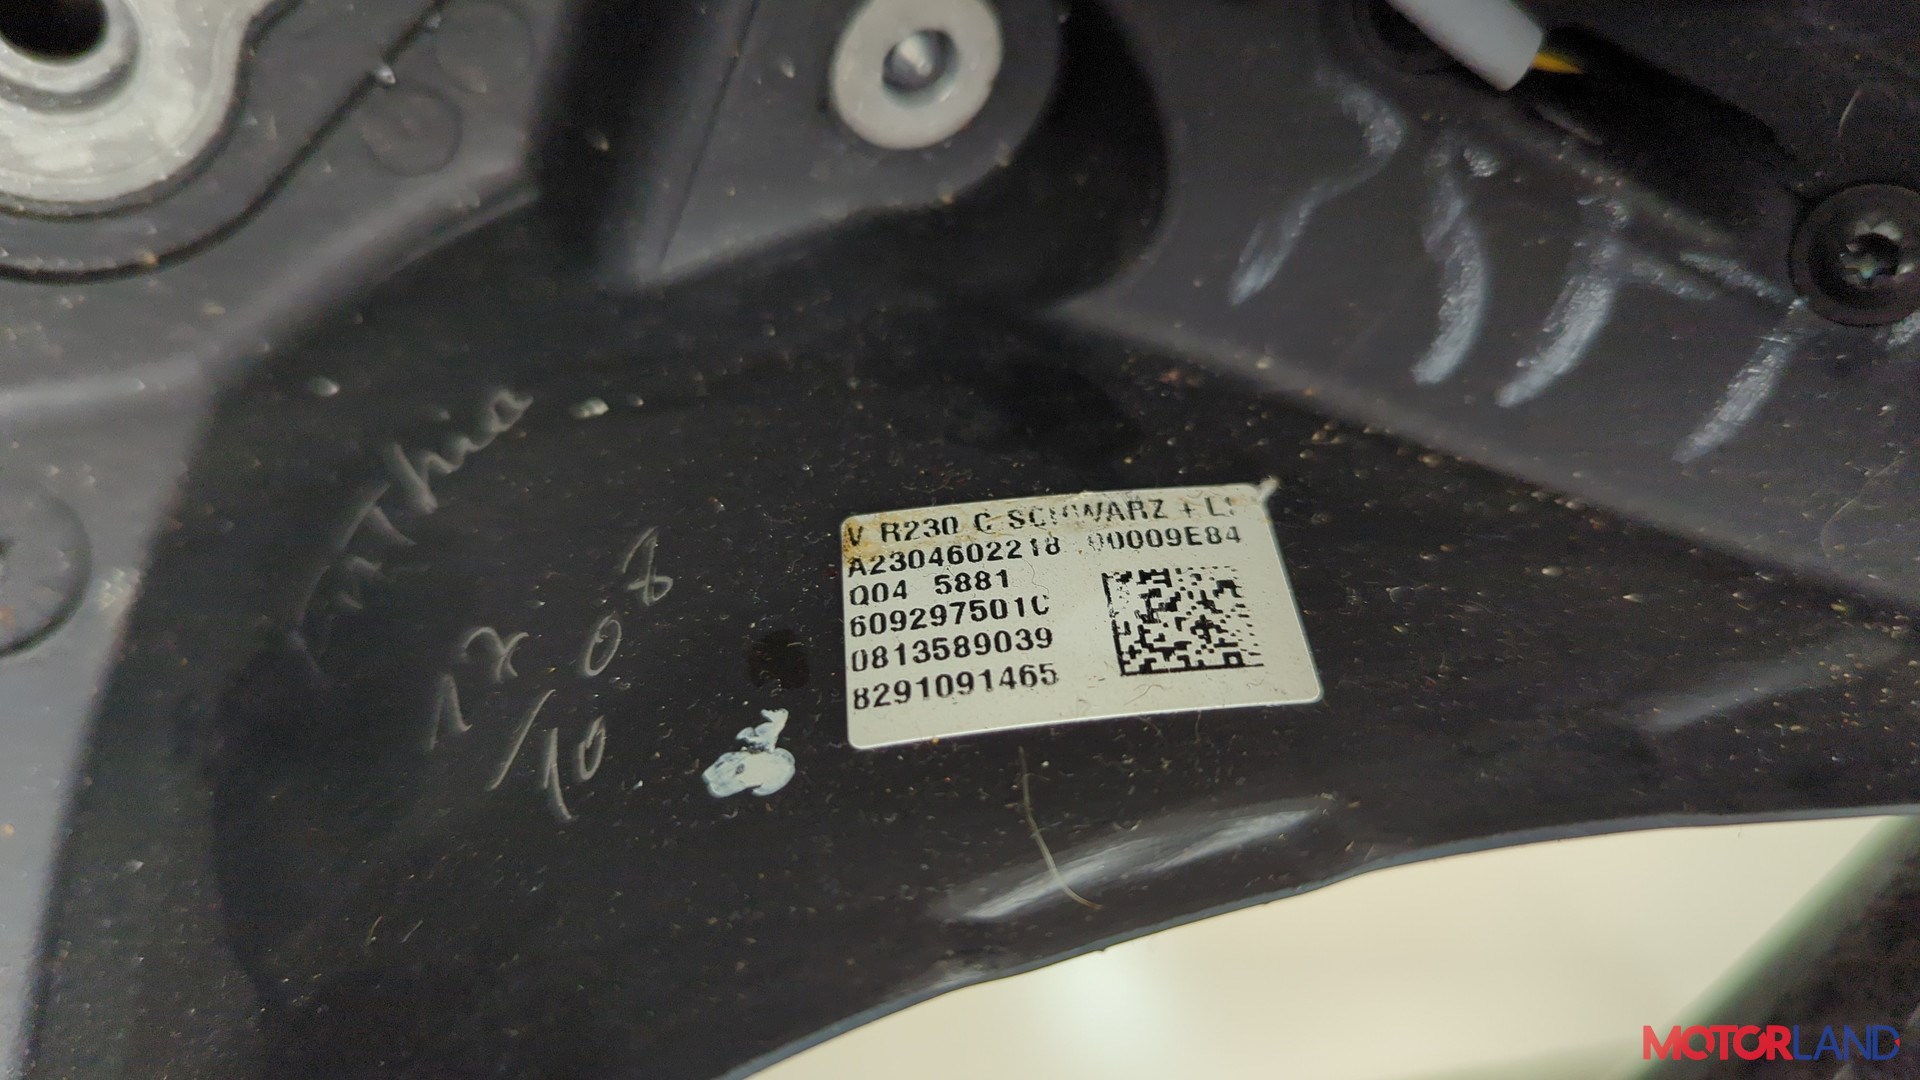 V R230 C SCHWARZ + L
A2304602218 00009E84
Q04 5881
609297501C
0813589039
8291091465
MOTORLAND